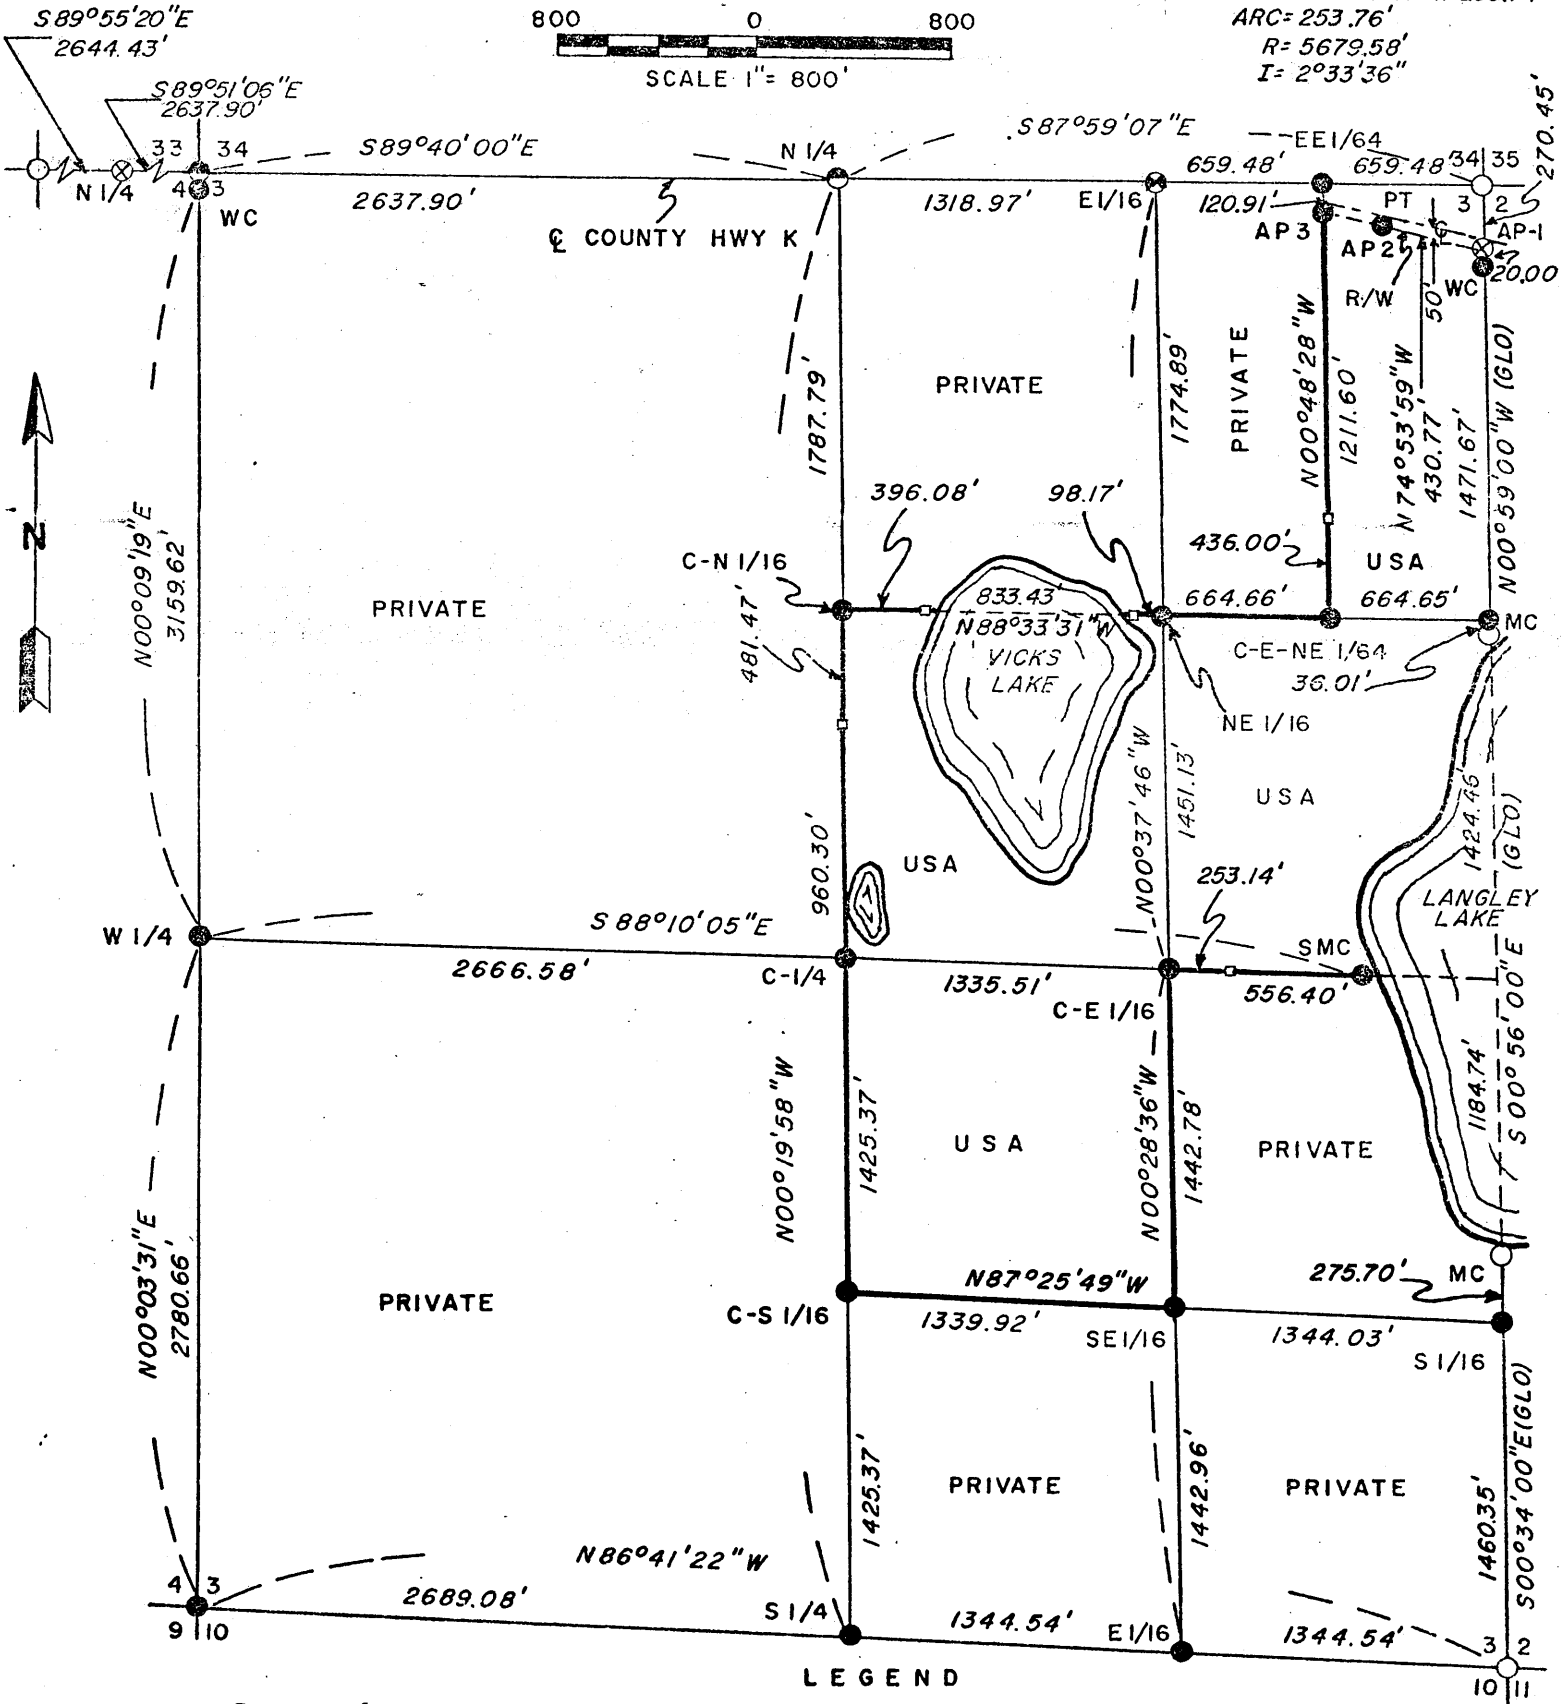 S89°55'20"E
2644.43'
800 0 800
SCALE 1"= 800'
ARC= 253.76'
R= 5679.58'
I= 2°33'36"
S89°51'06"E
2637.90'
270.45'
33 34
S89°40'00"E
N 1/4
S87°59'07"E
EE1/64
659.48'
659.48'
34 35
N 1/4
4 3
WC
2637.90'
1318.97'
E1/16
120.91'
PT
3 2
℄ COUNTY HWY K
AP3
AP2
℄
AP-1
R/W
50'
WC
20.00
PRIVATE
1787.79'
1774.89'
PRIVATE
N00°48'28"W
1211.60'
N74°53'59"W
430.77'
1471.67'
N00°59'00"W (GLO)
N
N00°09'19"E
3159.62'
396.08'
98.17'
436.00'
USA
C-N 1/16
PRIVATE
833.43'
N88°33'31"W
VICKS
LAKE
664.66'
664.65'
MC
C-E-NE 1/64
36.01'
481.47'
NE 1/16
USA
N00°37'46"W
1451.13'
1424.46'
(GLO)
960.30'
USA
253.14'
LANGLEY
LAKE
W 1/4
S88°10'05"E
2666.58'
C-1/4
1335.51'
C-E 1/16
SMC
556.40'
S00°56'00"E
1184.74'
N00°19'58"W
1425.37'
USA
N00°28'36"W
1442.78'
PRIVATE
N00°03'31"E
2780.66'
PRIVATE
N87°25'49"W
275.70'
MC
C-S 1/16
1339.92'
SE1/16
1344.03'
S 1/16
1425.37'
PRIVATE
1442.96'
PRIVATE
1460.35'
S00°34'00"E(GLO)
N86°41'22"W
4 3
2689.08'
9 10
S 1/4
1344.54'
E 1/16
1344.54'
3 2
10 11
LEGEND